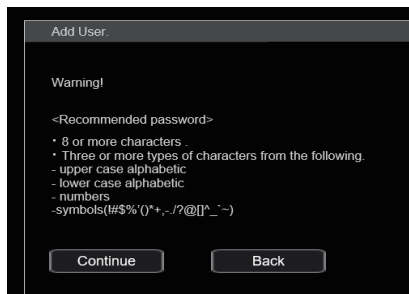 Add User.
Warning!
<Recommended password>
・8 or more characters .
・Three or more types of characters from the following.
- upper case alphabetic
- lower case alphabetic
- numbers
-symbols(!#$%'()*+,-./?@[]^_`~)
Continue
Back